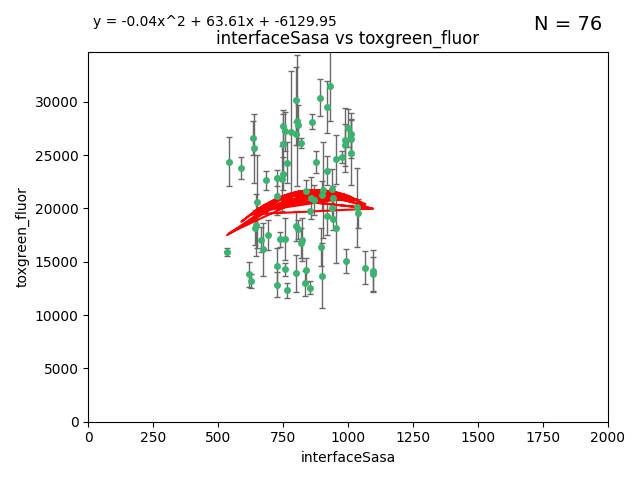 y = -0.04x^2 + 63.61x + -6129.95
N = 76
interfaceSasa vs toxgreen_fluor
30000
25000
20000
15000
10000
5000
0
toxgreen_fluor
0 250 500 750 1000 1250 1500 1750 2000
interfaceSasa